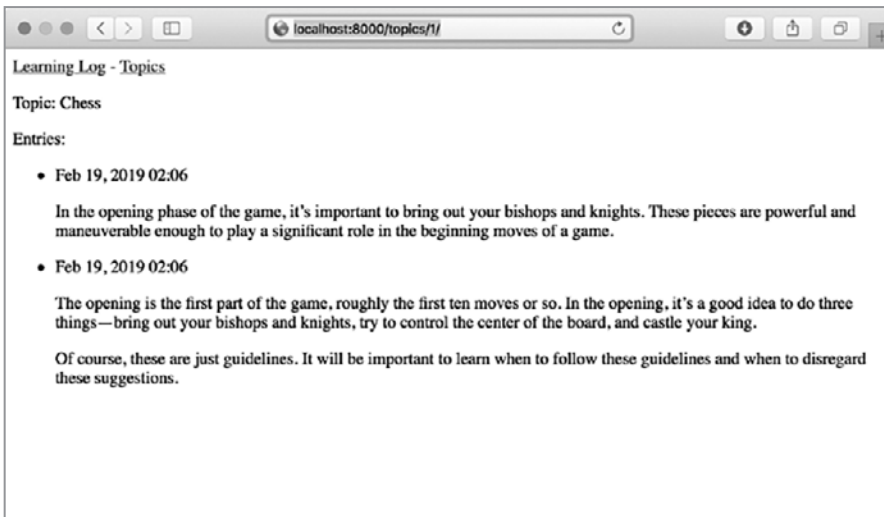 localhost:8000/topics/1/
Learning Log - Topics
Topic: Chess
Entries:
Feb 19, 2019 02:06
In the opening phase of the game, it's important to bring out your bishops and knights. These pieces are powerful and
maneuverable enough to play a significant role in the beginning moves of a game.
Feb 19, 2019 02:06
The opening is the first part of the game, roughly the first ten moves or so. In the opening, it's a good idea to do three
things—bring out your bishops and knights, try to control the center of the board, and castle your king.
Of course, these are just guidelines. It will be important to learn when to follow these guidelines and when to disregard
these suggestions.